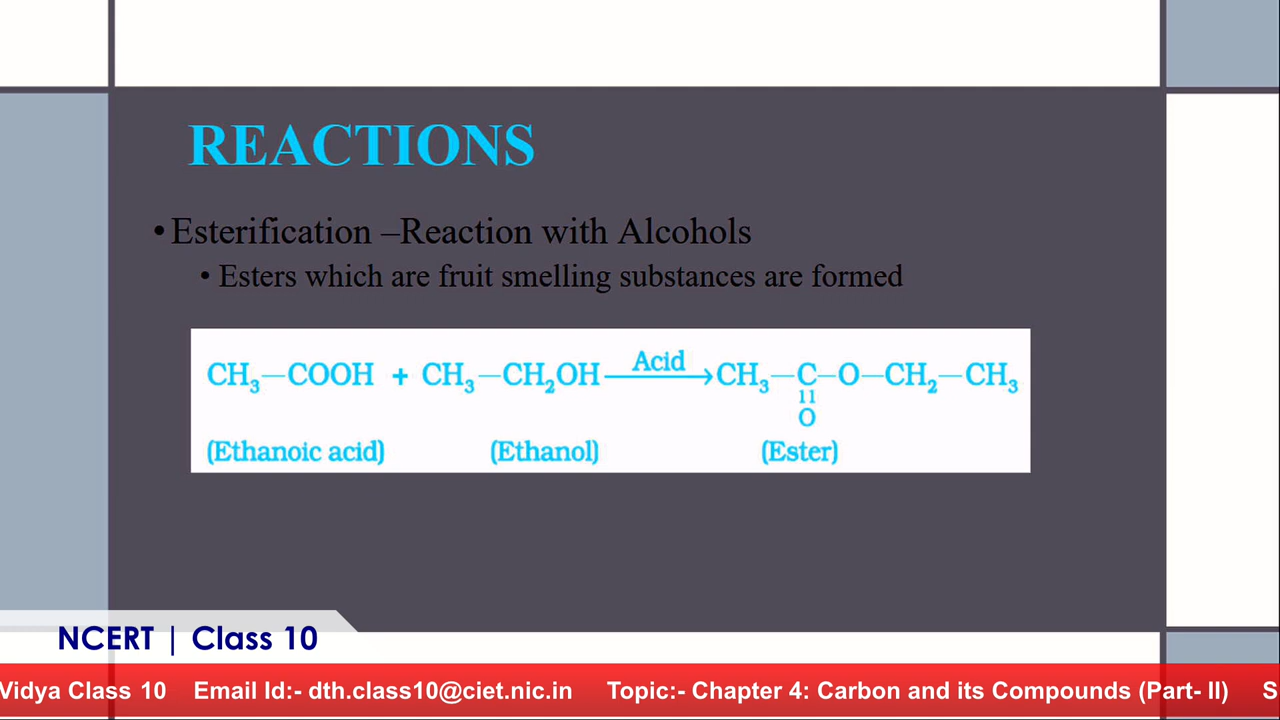 REACTIONS
• Esterification –Reaction with Alcohols
• Esters which are fruit smelling substances are formed
CH₃—COOH + CH₃—CH₂OH Acid→ CH₃—C—O—CH₂—CH₃
11
O
(Ethanoic acid) (Ethanol) (Ester)
NCERT | Class 10
Vidya Class 10 Email Id:- dth.class10@ciet.nic.in Topic:- Chapter 4: Carbon and its Compounds (Part- II) S